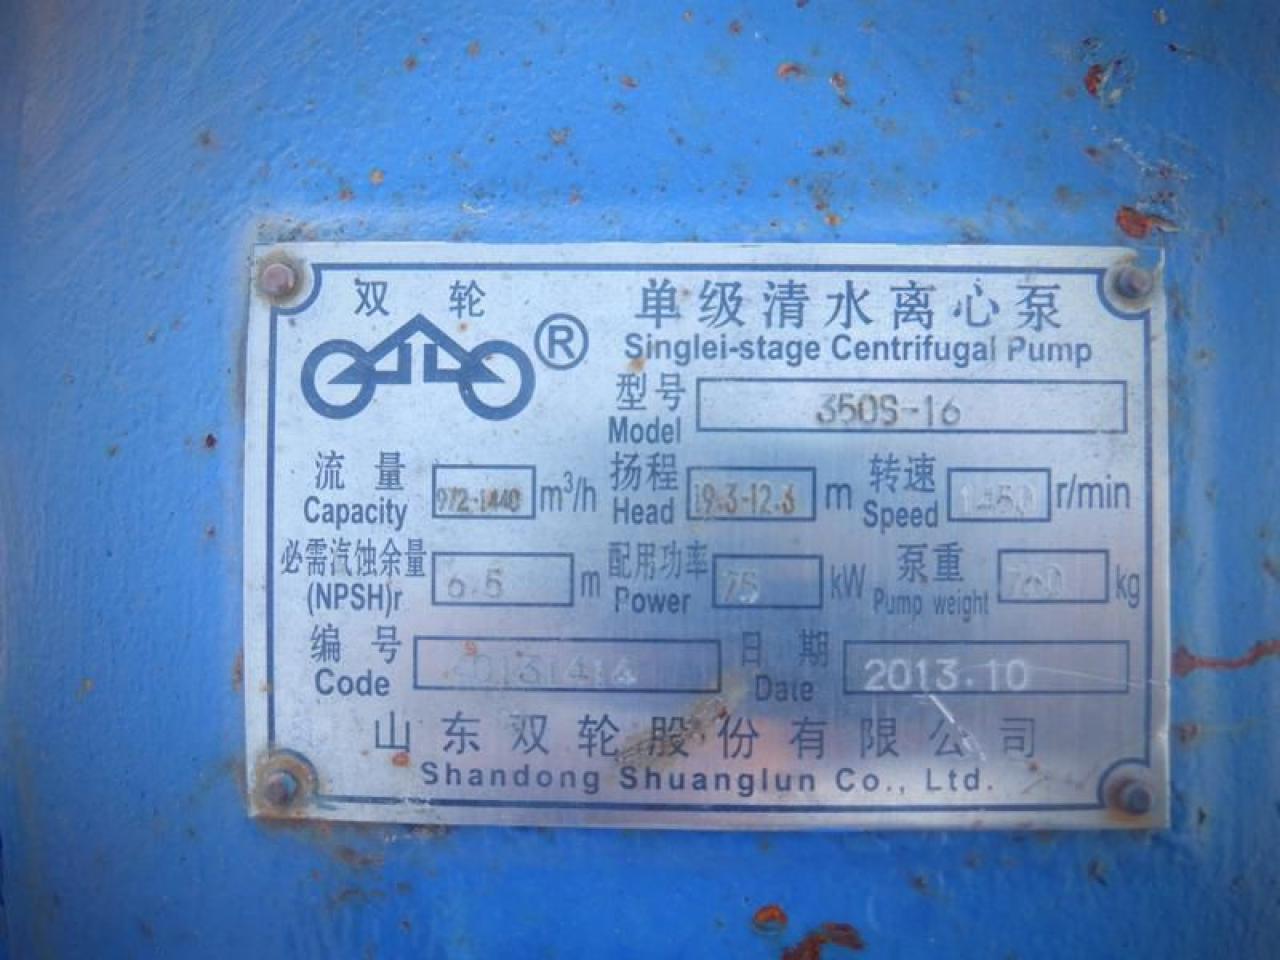 双 轮
®
单级清水离心泵
Singlei-stage Centrifugal Pump
型号 350S-16
Model
流量 972-1440 m³/h 扬程 19.3-12.3 m 转速 1450 r/min
Capacity Head Speed
必需汽蚀余量 6.5 m 配用功率 75 kW 泵重 760 kg
(NPSH)r Power Pump weight
编号 日期 2013.10
Code Date
山东双轮股份有限公司
Shandong Shuanglun Co., Ltd.